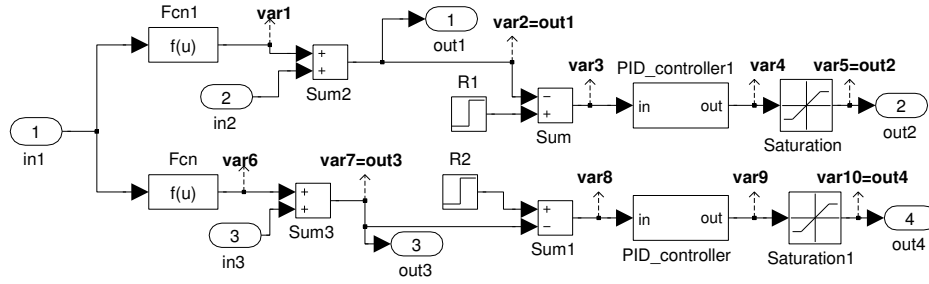 Fcn1
var1
f(u)
+
+
Sum2
2
in2
1
out1
var2=out1
R1
−
+
Sum
var3
PID_controller1
in
out
var4
var5=out2
Saturation
2
out2
1
in1
Fcn
var6
f(u)
+
+
Sum3
3
in3
var7=out3
3
out3
R2
+
−
Sum1
var8
in
out
PID_controller
var9
var10=out4
Saturation1
4
out4